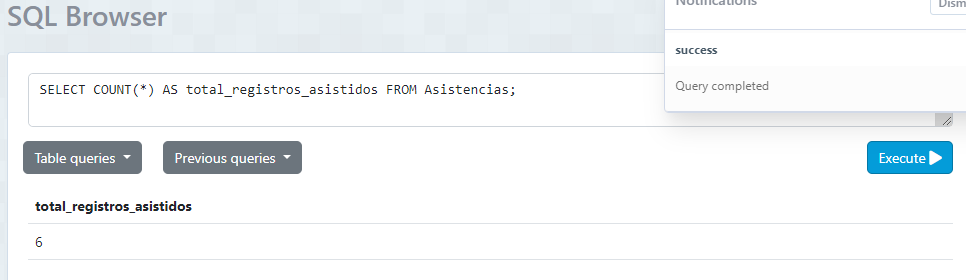 SQL Browser
Notifications
Dism
success
Query completed
SELECT COUNT(*) AS total_registros_asistidos FROM Asistencias;
Table queries
Previous queries
Execute
total_registros_asistidos
6